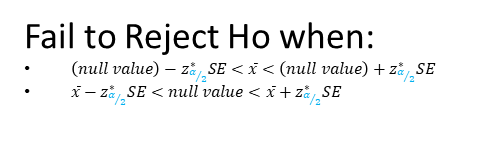 Fail to Reject Ho when:
• (null value) − z*α/2 SE < x̄ < (null value) + z*α/2 SE
• x̄ − z*α/2 SE < null value < x̄ + z*α/2 SE